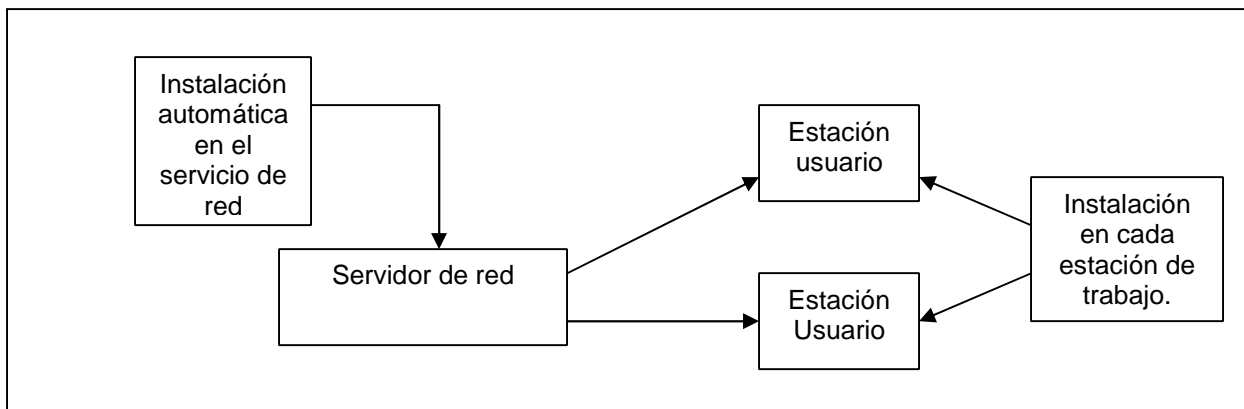 Instalación
automática
en el
servicio de
red
Servidor de red
Estación
usuario
Estación
Usuario
Instalación
en cada
estación de
trabajo.